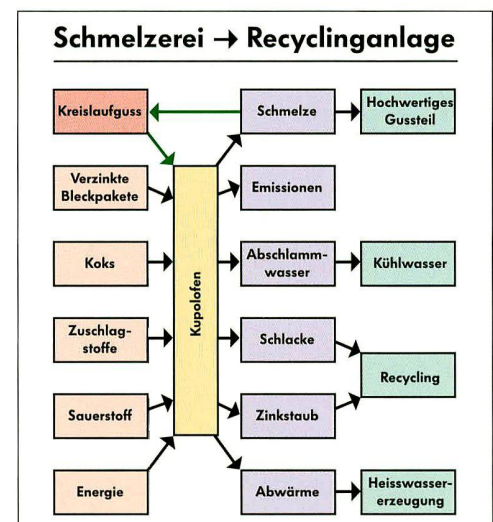 Schmelzerei → Recyclinganlage
Kreislaufguss
Schmelze
Hochwertiges
Gussteil
Verzinkte
Bleckpakete
Emissionen
Koks
Kupolofen
Abschlamm-
wasser
Kühlwasser
Zuschlag-
stoffe
Schlacke
Recycling
Sauerstoff
Zinkstaub
Energie
Abwärme
Heisswasser-
erzeugung